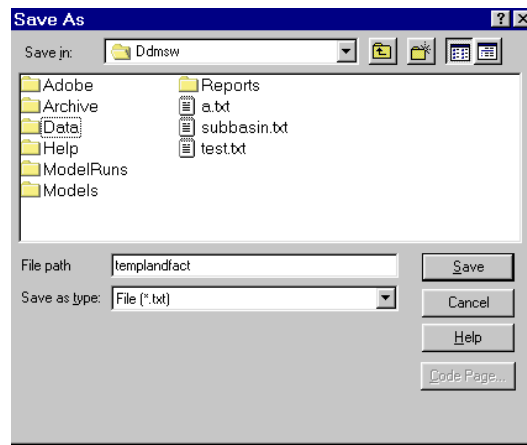 Save As
Save in: Ddmsw
Adobe Reports
Archive a.txt
Data subbasin.txt
Help test.txt
ModelRuns
Models
File path templandfact Save
Save as type: File (*.txt) Cancel
Help
Code Page...